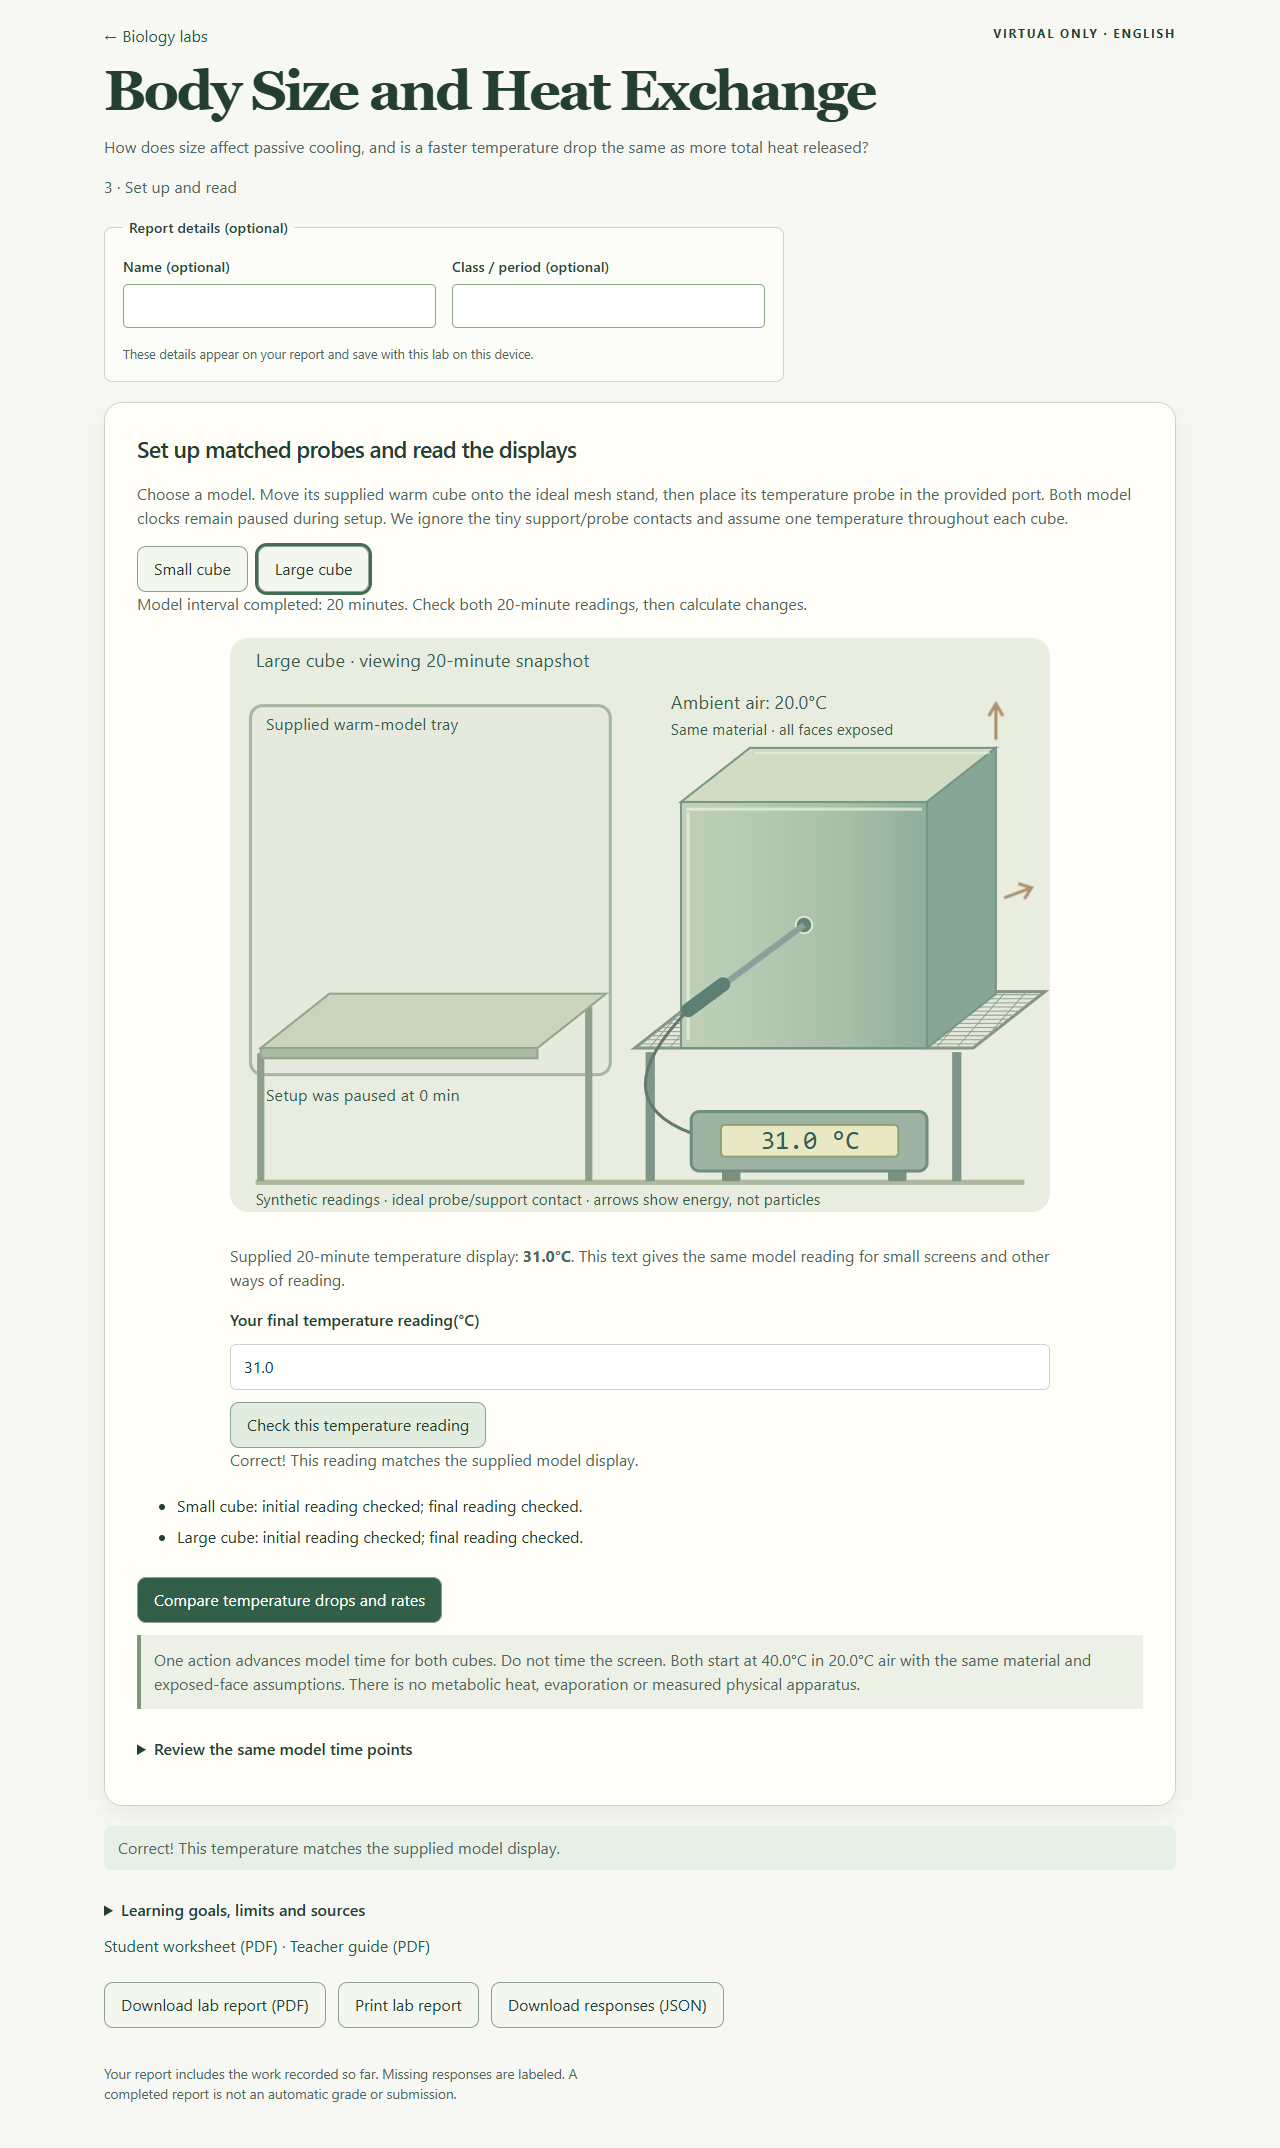 ← Biology labs
VIRTUAL ONLY · ENGLISH
Body Size and Heat Exchange
How does size affect passive cooling, and is a faster temperature drop the same as more total heat released?
3 · Set up and read
Report details (optional)
Name (optional)
Class / period (optional)
These details appear on your report and save with this lab on this device.
Set up matched probes and read the displays
Choose a model. Move its supplied warm cube onto the ideal mesh stand, then place its temperature probe in the provided port. Both model
clocks remain paused during setup. We ignore the tiny support/probe contacts and assume one temperature throughout each cube.
Small cube
Large cube
Model interval completed: 20 minutes. Check both 20-minute readings, then calculate changes.
Large cube · viewing 20-minute snapshot
Ambient air: 20.0°C
Same material · all faces exposed
Supplied warm-model tray
Setup was paused at 0 min
31.0 °C
Synthetic readings · ideal probe/support contact · arrows show energy, not particles
Supplied 20-minute temperature display: 31.0°C. This text gives the same model reading for small screens and other
ways of reading.
Your final temperature reading(°C)
31.0
Check this temperature reading
Correct! This reading matches the supplied model display.
• Small cube: initial reading checked; final reading checked.
• Large cube: initial reading checked; final reading checked.
Compare temperature drops and rates
One action advances model time for both cubes. Do not time the screen. Both start at 40.0°C in 20.0°C air with the same material and
exposed-face assumptions. There is no metabolic heat, evaporation or measured physical apparatus.
▶ Review the same model time points
Correct! This temperature matches the supplied model display.
▶ Learning goals, limits and sources
Student worksheet (PDF) · Teacher guide (PDF)
Download lab report (PDF)
Print lab report
Download responses (JSON)
Your report includes the work recorded so far. Missing responses are labeled. A
completed report is not an automatic grade or submission.